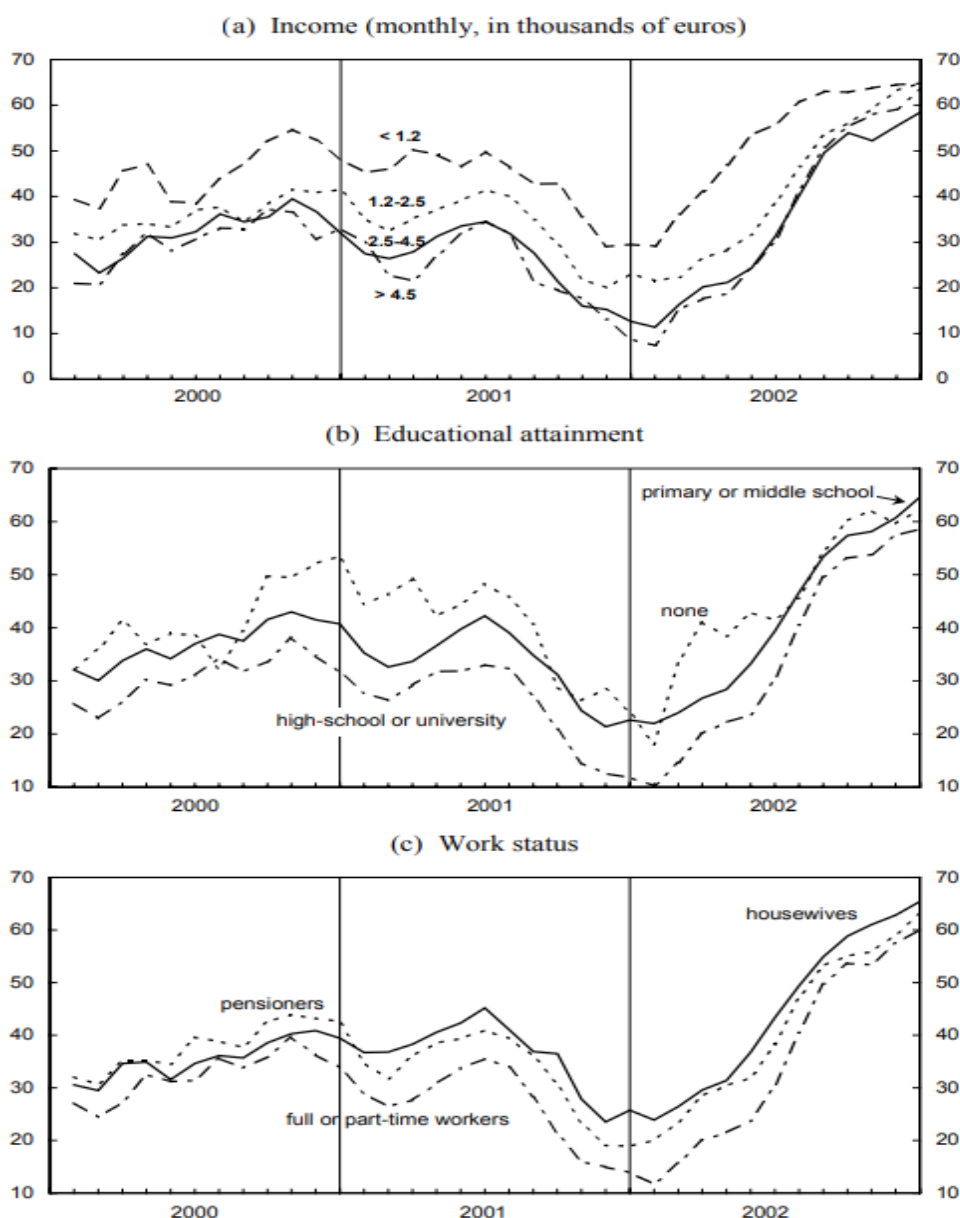 (a) Income (monthly, in thousands of euros)
70 70
60 60
< 1.2
50 50
40 1.2-2.5 40
30 2.5-4.5 30
20 > 4.5 20
10 10
0 0
2000 2001 2002
(b) Educational attainment
70 70
primary or middle school
60 60
50 50
none
40 40
30 30
high-school or university
20 20
10 10
2000 2001 2002
(c) Work status
70 70
housewives
60 60
50 50
pensioners
40 40
30 30
full or part-time workers
20 20
10 10
2000 2001 2002